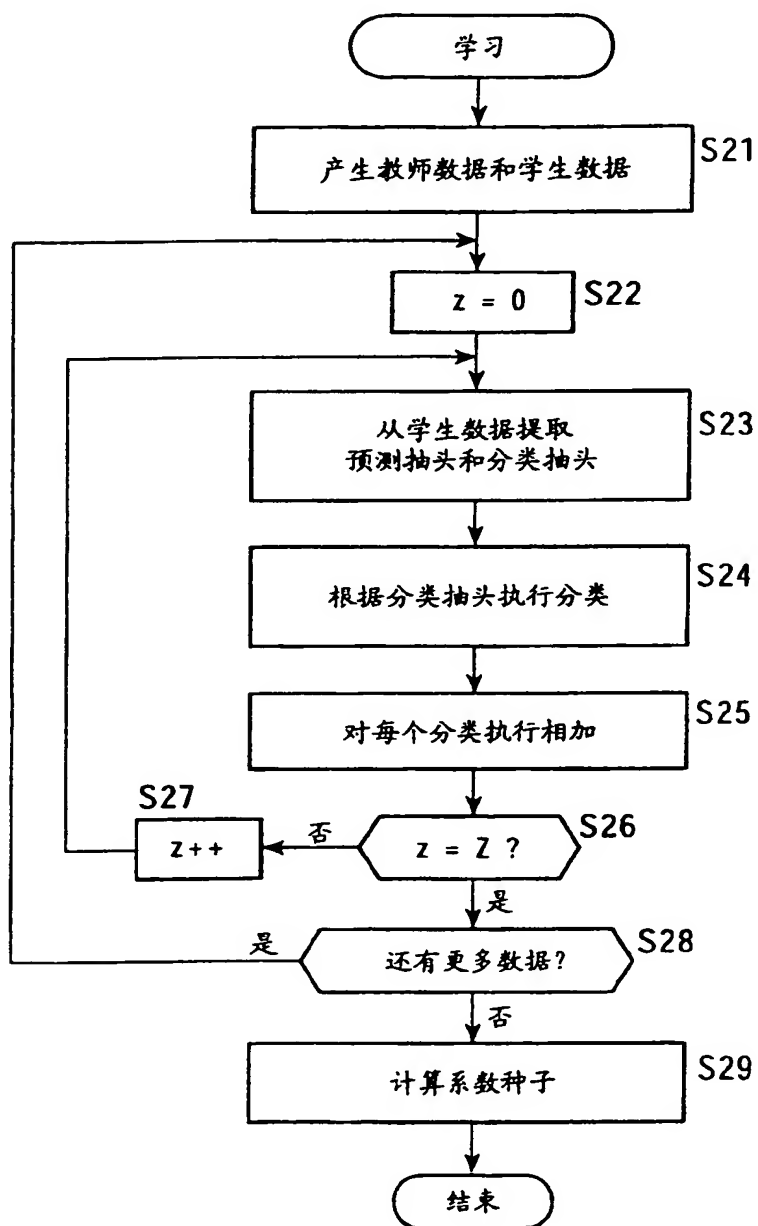 学习
S21
产生教师数据和学生数据
S22
z = 0
S23
从学生数据提取
预测抽头和分类抽头
S24
根据分类抽头执行分类
S25
对每个分类执行相加
S27
z++
否
S26
z = Z ?
是
是
S28
还有更多数据?
否
S29
计算系数种子
结束